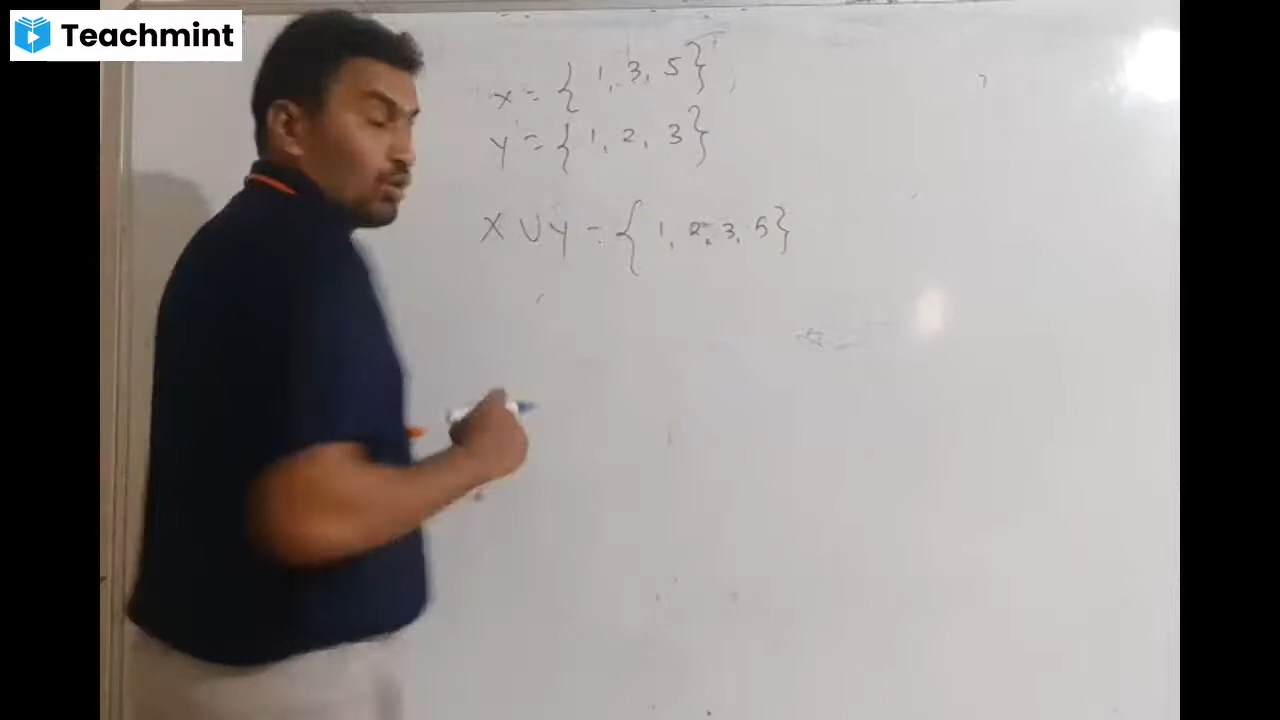 Teachmint
X = { 1, 3, 5 }
Y = { 1, 2, 3 }
X ∪ Y = { 1, 2, 3, 5 }